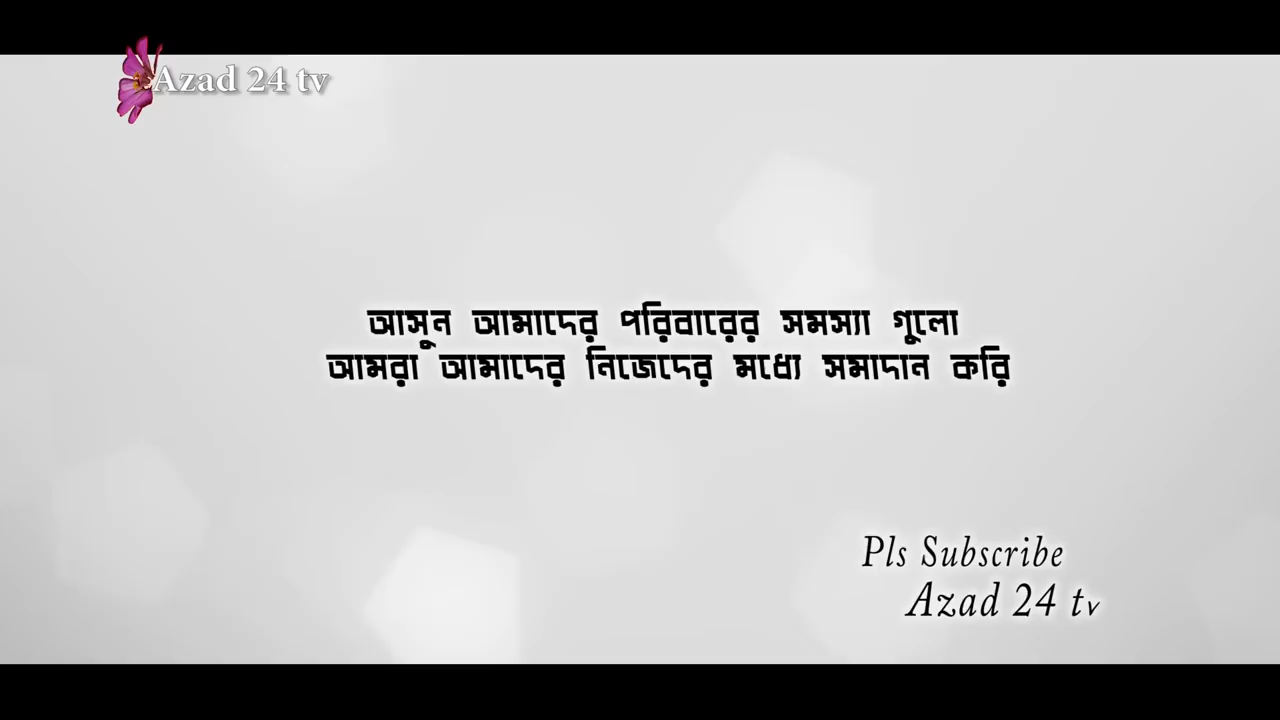 Azad 24 tv
আসুন আমাদের পরিবারের সমস্যা গুলো
আমরা আমাদের নিজেদের মধ্যে সমাদান করি
Pls Subscribe
Azad 24 tv